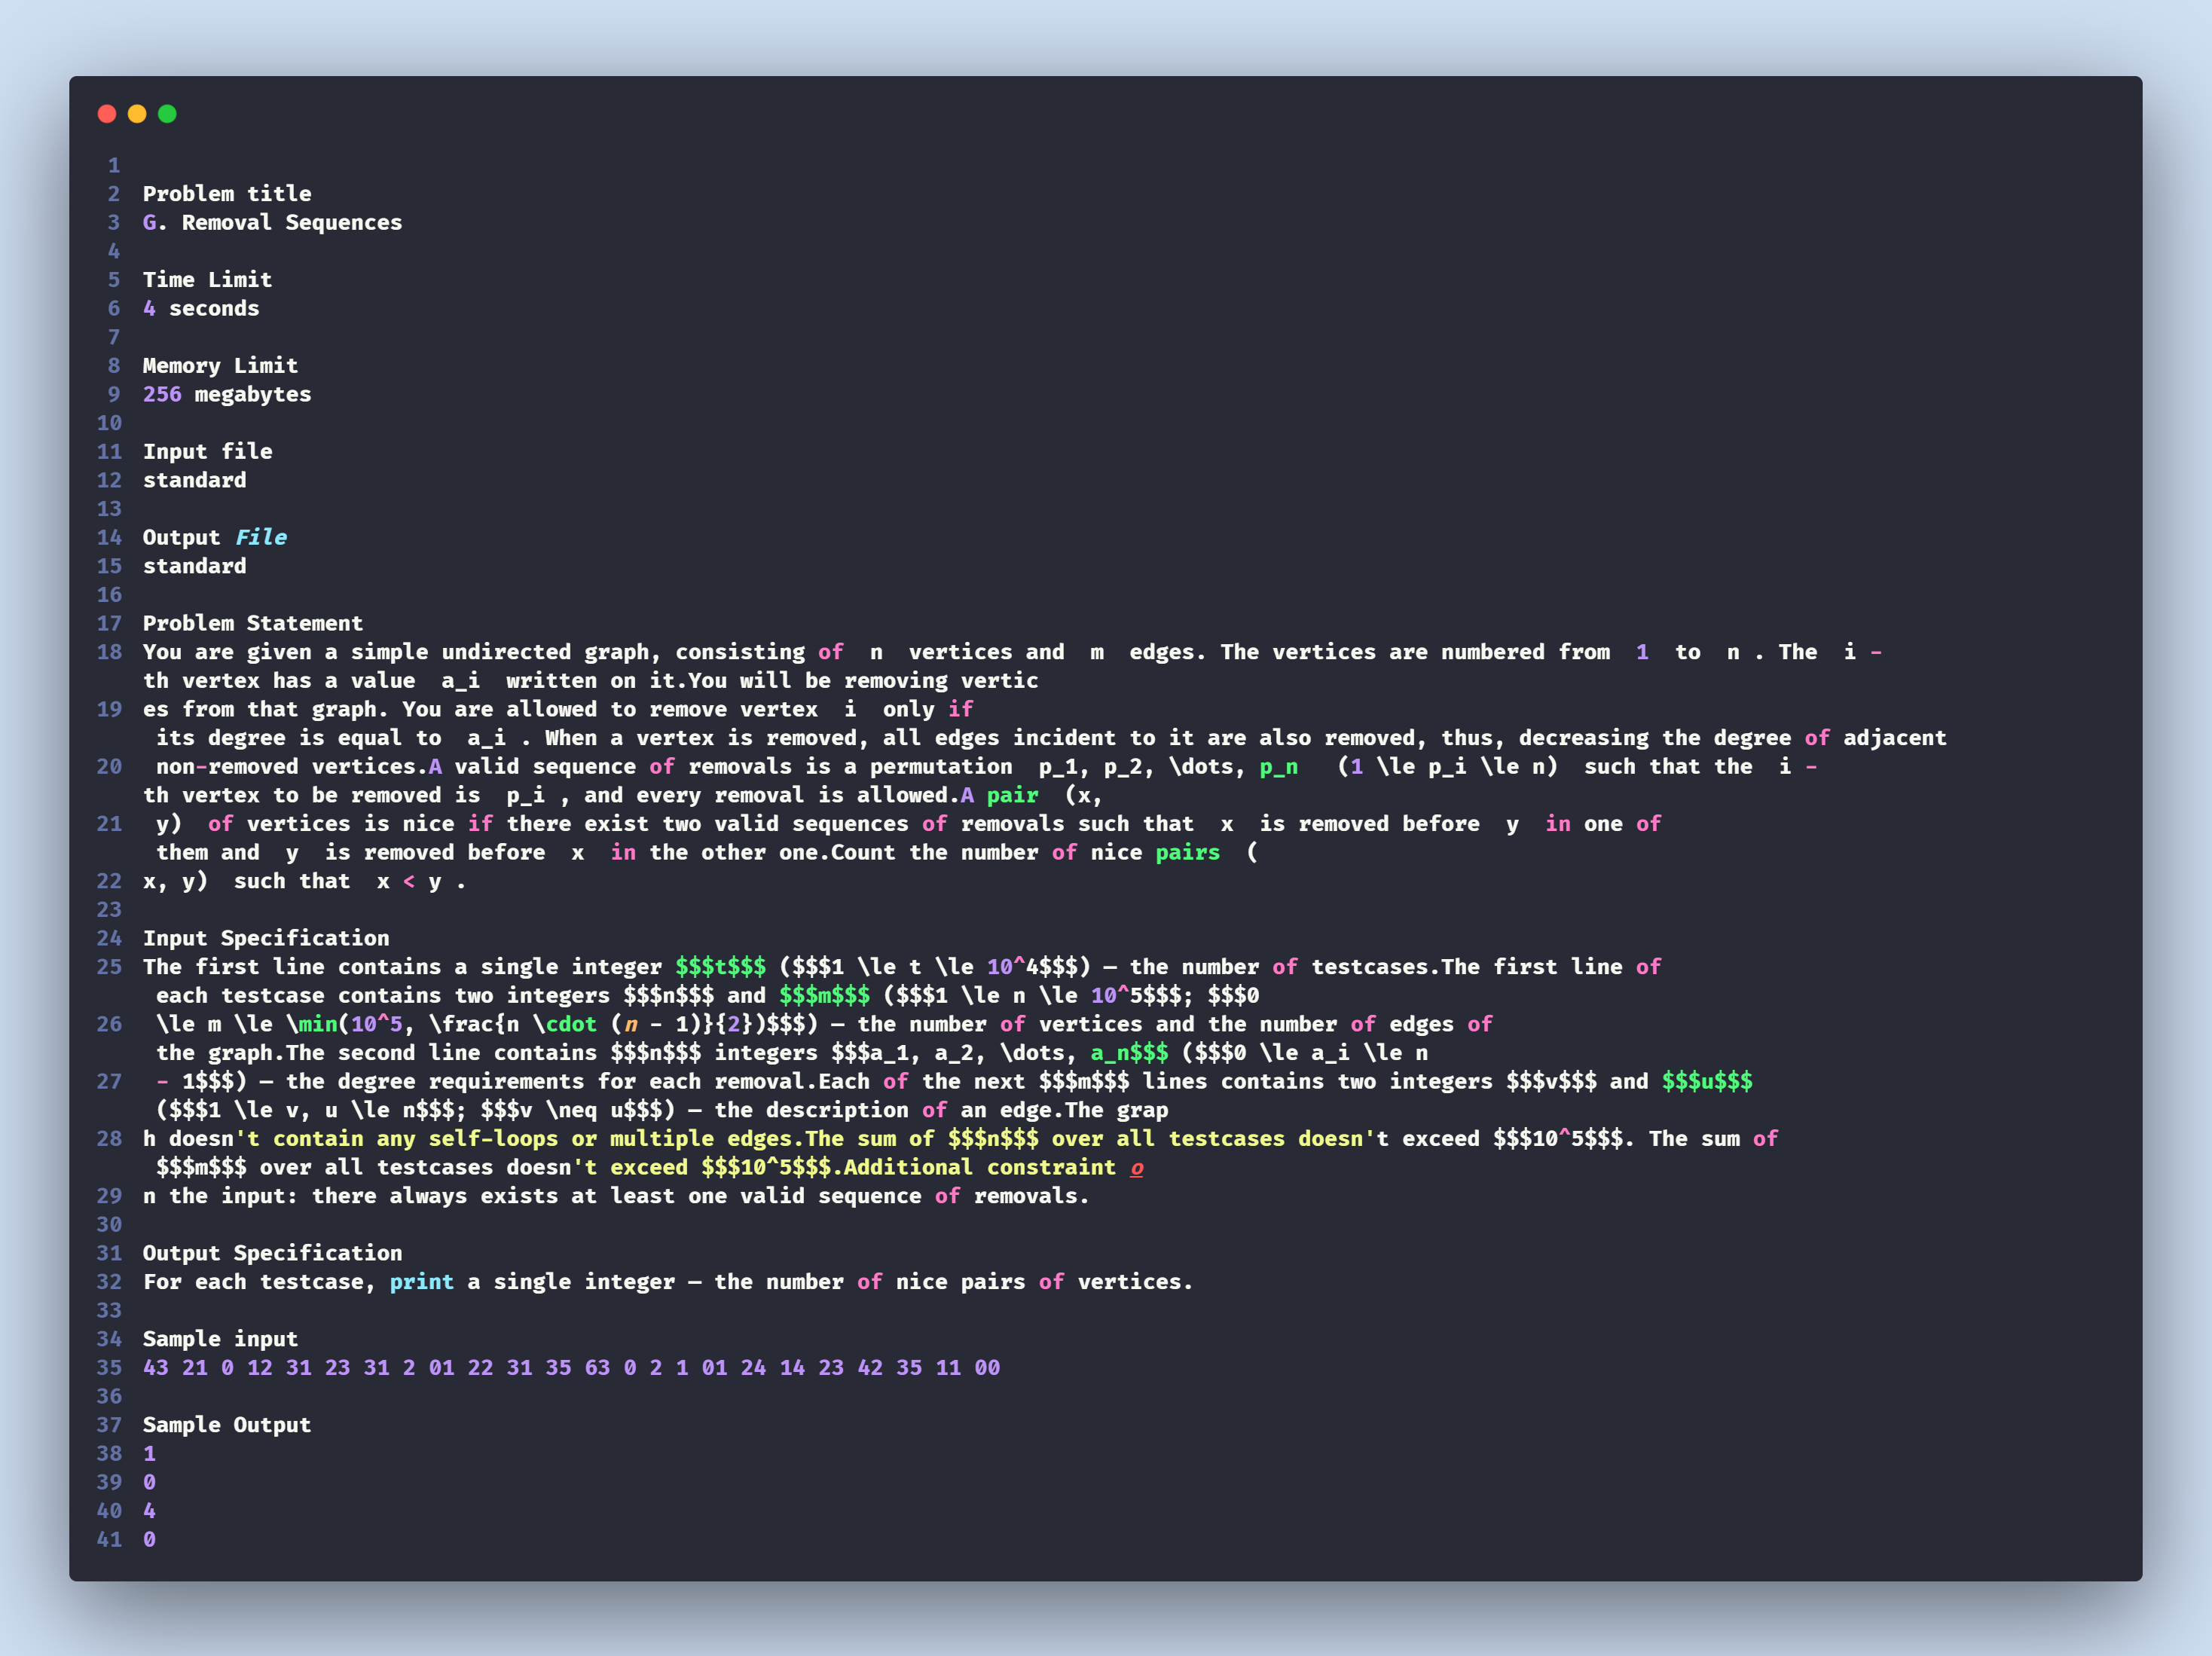 1
2 Problem title
3 G. Removal Sequences
4
5 Time Limit
6 4 seconds
7
8 Memory Limit
9 256 megabytes
10
11 Input file
12 standard
13
14 Output File
15 standard
16
17 Problem Statement
18 You are given a simple undirected graph, consisting of  n  vertices and  m  edges. The vertices are numbered from  1  to  n . The  i -
th vertex has a value  a_i  written on it.You will be removing vertic
19 es from that graph. You are allowed to remove vertex  i  only if
its degree is equal to  a_i . When a vertex is removed, all edges incident to it are also removed, thus, decreasing the degree of adjacent
20 non-removed vertices.A valid sequence of removals is a permutation  p_1, p_2, \dots, p_n   (1 \le p_i \le n)  such that the  i -
th vertex to be removed is  p_i , and every removal is allowed.A pair  (x,
21 y)  of vertices is nice if there exist two valid sequences of removals such that  x  is removed before  y  in one of
them and  y  is removed before  x  in the other one.Count the number of nice pairs  (
22 x, y)  such that  x < y .
23
24 Input Specification
25 The first line contains a single integer $$$t$$$ ($$$1 \le t \le 10^4$$$) — the number of testcases.The first line of
each testcase contains two integers $$$n$$$ and $$$m$$$ ($$$1 \le n \le 10^5$$$; $$$0
26 \le m \le \min(10^5, \frac{n \cdot (n - 1)}{2})$$$) — the number of vertices and the number of edges of
the graph.The second line contains $$$n$$$ integers $$$a_1, a_2, \dots, a_n$$$ ($$$0 \le a_i \le n
27 - 1$$$) — the degree requirements for each removal.Each of the next $$$m$$$ lines contains two integers $$$v$$$ and $$$u$$$
($$$1 \le v, u \le n$$$; $$$v \neq u$$$) — the description of an edge.The grap
28 h doesn't contain any self-loops or multiple edges.The sum of $$$n$$$ over all testcases doesn't exceed $$$10^5$$$. The sum of
$$$m$$$ over all testcases doesn't exceed $$$10^5$$$.Additional constraint o
29 n the input: there always exists at least one valid sequence of removals.
30
31 Output Specification
32 For each testcase, print a single integer — the number of nice pairs of vertices.
33
34 Sample input
35 43 21 0 12 31 23 31 2 01 22 31 35 63 0 2 1 01 24 14 23 42 35 11 00
36
37 Sample Output
38 1
39 0
40 4
41 0